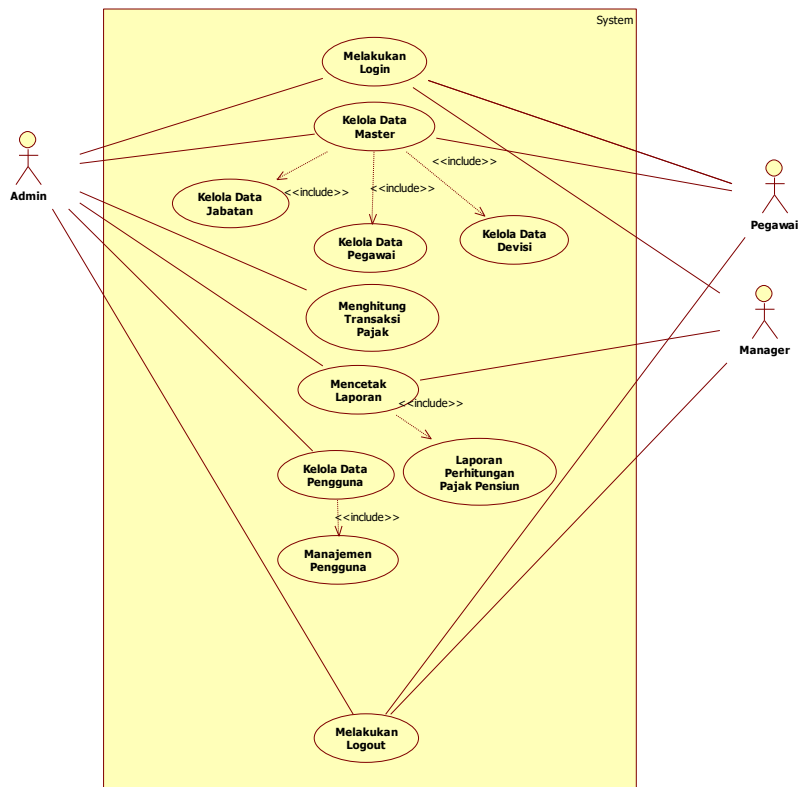 System
Melakukan
Login
Kelola Data
Master
<<include>>
<<include>>
<<include>>
Kelola Data
Jabatan
Kelola Data
Pegawai
Kelola Data
Devisi
Admin
Pegawai
Menghitung
Transaksi
Pajak
Manager
Mencetak
Laporan
<<include>>
Laporan
Perhitungan
Pajak Pensiun
Kelola Data
Pengguna
<<include>>
Manajemen
Pengguna
Melakukan
Logout